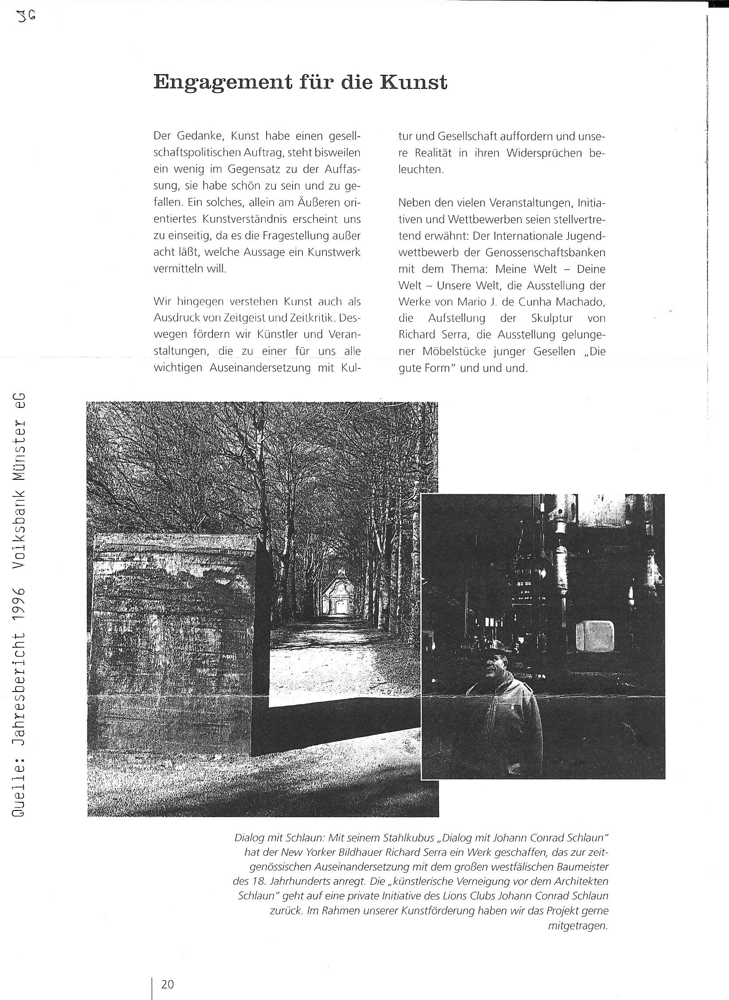 Engagement für die Kunst
Der Gedanke, Kunst habe einen gesell-
schaftspolitischen Auftrag, steht bisweilen
ein wenig im Gegensatz zu der Auffas-
sung, sie habe schön zu sein und zu ge-
fallen. Ein solches, allein am Äußeren ori-
entiertes Kunstverständnis erscheint uns
zu einseitig, da es die Fragestellung außer
acht läßt, welche Aussage ein Kunstwerk
vermitteln will.
Wir hingegen verstehen Kunst auch als
Ausdruck von Zeitgeist und Zeitkritik. Des-
wegen fördern wir Künstler und Veran-
staltungen, die zu einer für uns alle
wichtigen Auseinandersetzung mit Kul-
tur und Gesellschaft auffordern und unse-
re Realität in ihren Widersprüchen be-
leuchten.
Neben den vielen Veranstaltungen, Initia-
tiven und Wettbewerben seien stellvertre-
tend erwähnt: Der Internationale Jugend-
wettbewerb der Genossenschaftsbanken
mit dem Thema: Meine Welt – Deine
Welt – Unsere Welt, die Ausstellung der
Werke von Mario J. de Cunha Machado,
die Aufstellung der Skulptur von
Richard Serra, die Ausstellung gelunge-
ner Möbelstücke junger Gesellen „Die
gute Form" und und und.
Quelle: Jahresbericht 1996 Volksbank Münster eG
Dialog mit Schlaun: Mit seinem Stahlkubus „Dialog mit Johann Conrad Schlaun"
hat der New Yorker Bildhauer Richard Serra ein Werk geschaffen, das zur zeit-
genössischen Auseinandersetzung mit dem großen westfälischen Baumeister
des 18. Jahrhunderts anregt. Die „künstlerische Verneigung vor dem Architekten
Schlaun" geht auf eine private Initiative des Lions Clubs Johann Conrad Schlaun
zurück. Im Rahmen unserer Kunstförderung haben wir das Projekt gerne
mitgetragen.
20